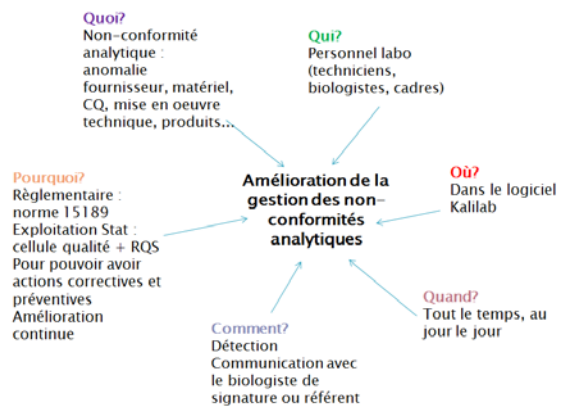 Quoi?
Non-conformité
analytique :
anomalie
fournisseur, matériel,
CQ, mise en oeuvre
technique, produits...
Qui?
Personnel labo
(techniciens,
biologistes, cadres)
Pourquoi?
Règlementaire :
norme 15189
Exploitation Stat :
cellule qualité + RQS
Pour pouvoir avoir
actions correctives et
préventives
Amélioration
continue
Amélioration de la
gestion des non-
conformités
analytiques
Où?
Dans le logiciel
Kalilab
Quand?
Tout le temps, au
jour le jour
Comment?
Détection
Communication avec
le biologiste de
signature ou référent